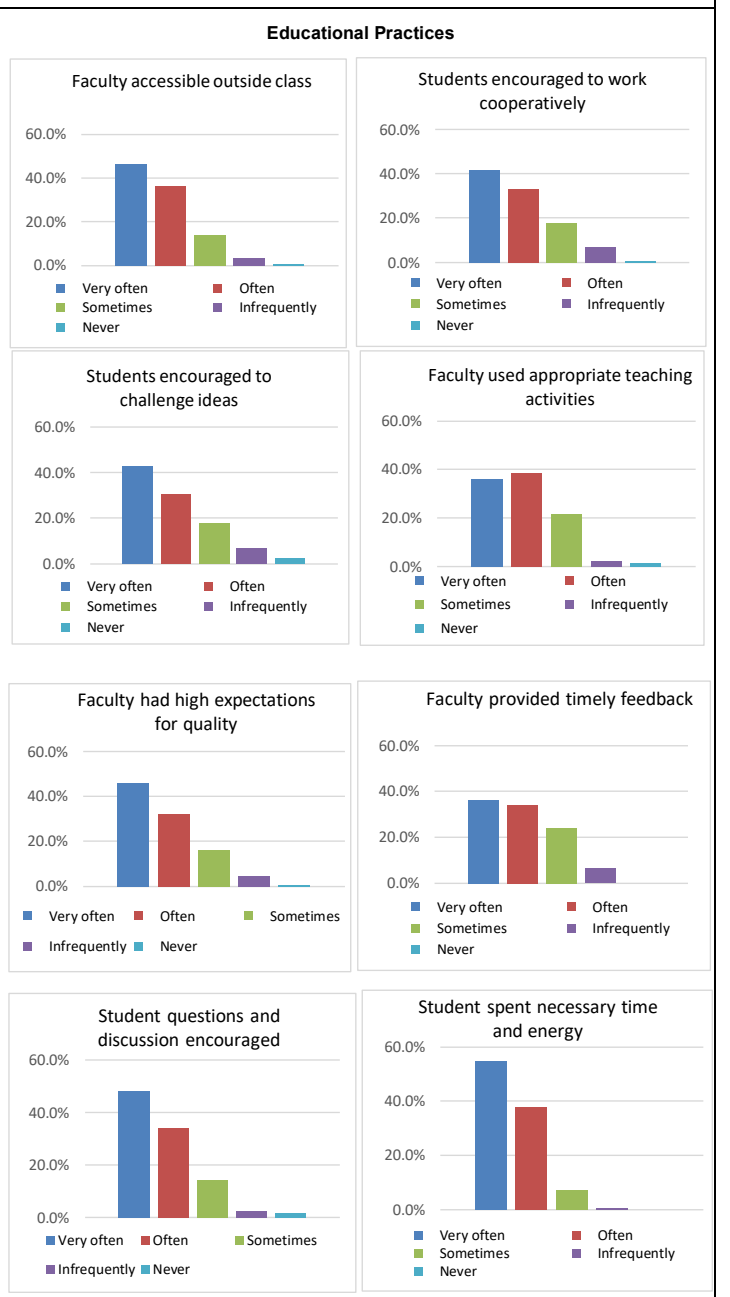 Educational Practices
Faculty accessible outside class
60.0%
40.0%
20.0%
0.0%
Very often Often
Sometimes Infrequently
Never
Students encouraged to work
cooperatively
60.0%
40.0%
20.0%
0.0%
Very often Often
Sometimes Infrequently
Never
Students encouraged to
challenge ideas
60.0%
40.0%
20.0%
0.0%
Very often Often
Sometimes Infrequently
Never
Faculty used appropriate teaching
activities
60.0%
40.0%
20.0%
0.0%
Very often Often
Sometimes Infrequently
Never
Faculty had high expectations
for quality
60.0%
40.0%
20.0%
0.0%
Very often Often Sometimes
Infrequently Never
Faculty provided timely feedback
60.0%
40.0%
20.0%
0.0%
Very often Often
Sometimes Infrequently
Never
Student questions and
discussion encouraged
60.0%
40.0%
20.0%
0.0%
Very often Often Sometimes
Infrequently Never
Student spent necessary time
and energy
60.0%
40.0%
20.0%
0.0%
Very often Often
Sometimes Infrequently
Never